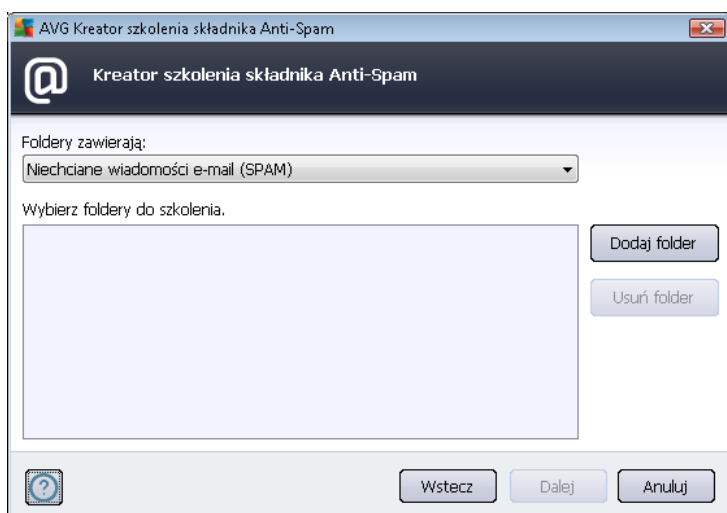 AVG Kreator szkolenia składnika Anti-Spam
Kreator szkolenia składnika Anti-Spam
Foldery zawierają:
Niechciane wiadomości e-mail (SPAM)
Wybierz foldery do szkolenia.
Dodaj folder
Usuń folder
Wstecz
Dalej
Anuluj